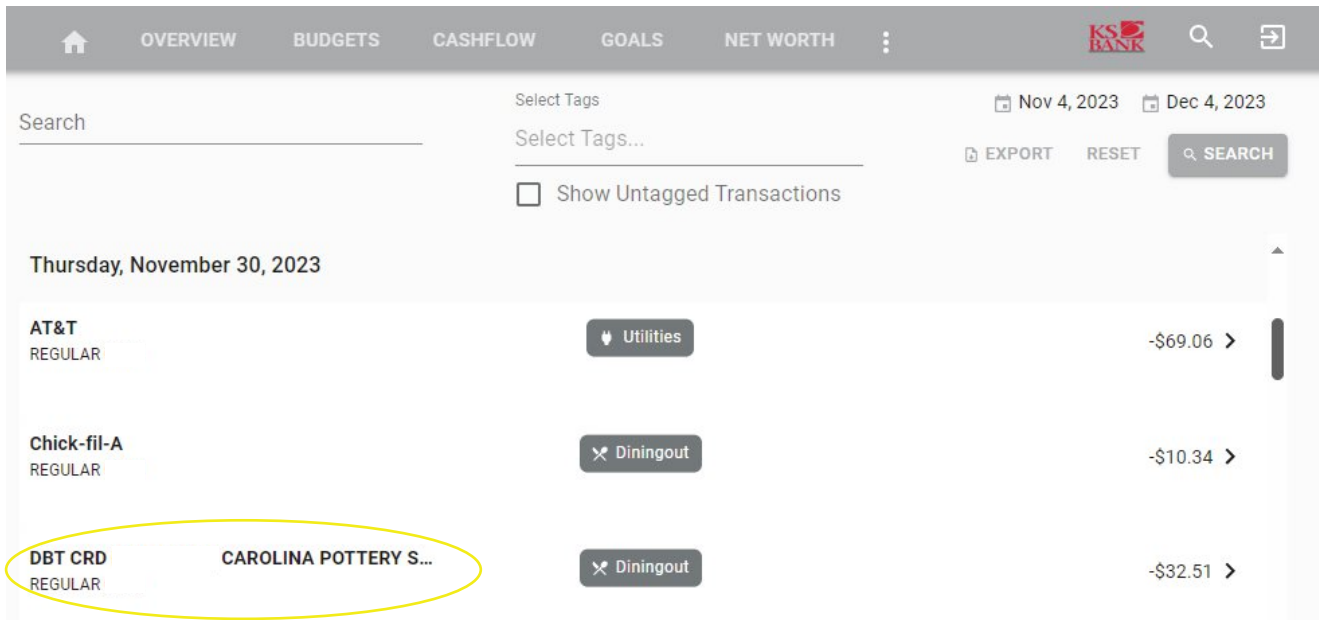 OVERVIEW BUDGETS CASHFLOW GOALS NET WORTH KS BANK
Search
Select Tags
Select Tags...
Show Untagged Transactions
Nov 4, 2023 Dec 4, 2023
EXPORT RESET SEARCH
Thursday, November 30, 2023
AT&T
REGULAR
Utilities
-$69.06
Chick-fil-A
REGULAR
Diningout
-$10.34
DBT CRD CAROLINA POTTERY S...
REGULAR
Diningout
-$32.51